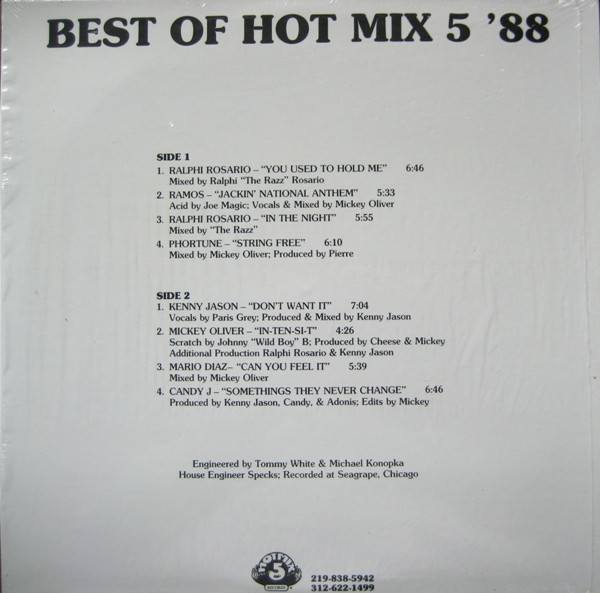 BEST OF HOT MIX 5 ’88
SIDE 1
1. RALPHI ROSARIO – “YOU USED TO HOLD ME” 6:46
Mixed by Ralphi “The Razz” Rosario
2. RAMOS – “JACKIN’ NATIONAL ANTHEM” 5:33
Acid by Joe Magic; Vocals & Mixed by Mickey Oliver
3. RALPHI ROSARIO – “IN THE NIGHT” 5:55
Mixed by “The Razz”
4. PHORTUNE – “STRING FREE” 6:10
Mixed by Mickey Oliver; Produced by Pierre
SIDE 2
1. KENNY JASON – “DON’T WANT IT” 7:04
Vocals by Paris Grey; Produced & Mixed by Kenny Jason
2. MICKEY OLIVER – “IN-TEN-SI-T” 4:26
Scratch by Johnny “Wild Boy” B; Produced by Cheese & Mickey
Additional Production Ralphi Rosario & Kenny Jason
3. MARIO DIAZ– “CAN YOU FEEL IT” 5:39
Mixed by Mickey Oliver
4. CANDY J – “SOMETHINGS THEY NEVER CHANGE” 6:46
Produced by Kenny Jason, Candy, & Adonis; Edits by Mickey
Engineered by Tommy White & Michael Konopka
House Engineer Specks; Recorded at Seagrape, Chicago
HOT MIX
5
RECORDS
219-838-5942
312-622-1499